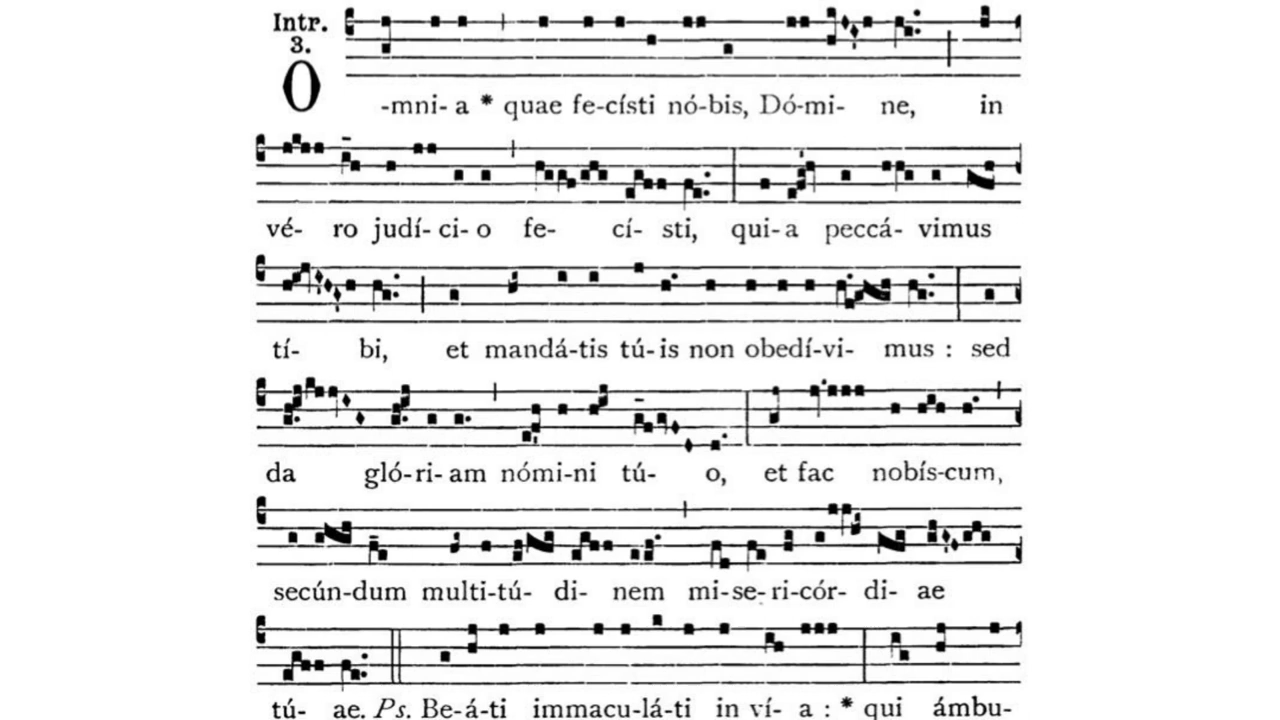 Intr.
3.
O -mni- a * quae fe-císti nó-bis, Dó-mi- ne, in
vé- ro judí- ci- o fe- cí- sti, qui- a peccá- vimus
tí- bi, et mandá-tis tú-is non obedí-vi- mus : sed
da gló-ri- am nómi-ni tú- o, et fac nobís-cum,
secún-dum multi-tú- di- nem mi-se-ri-cór- di- ae
tú- ae. Ps. Be-á-ti immacu-lá-ti in ví- a : * qui ámbu-